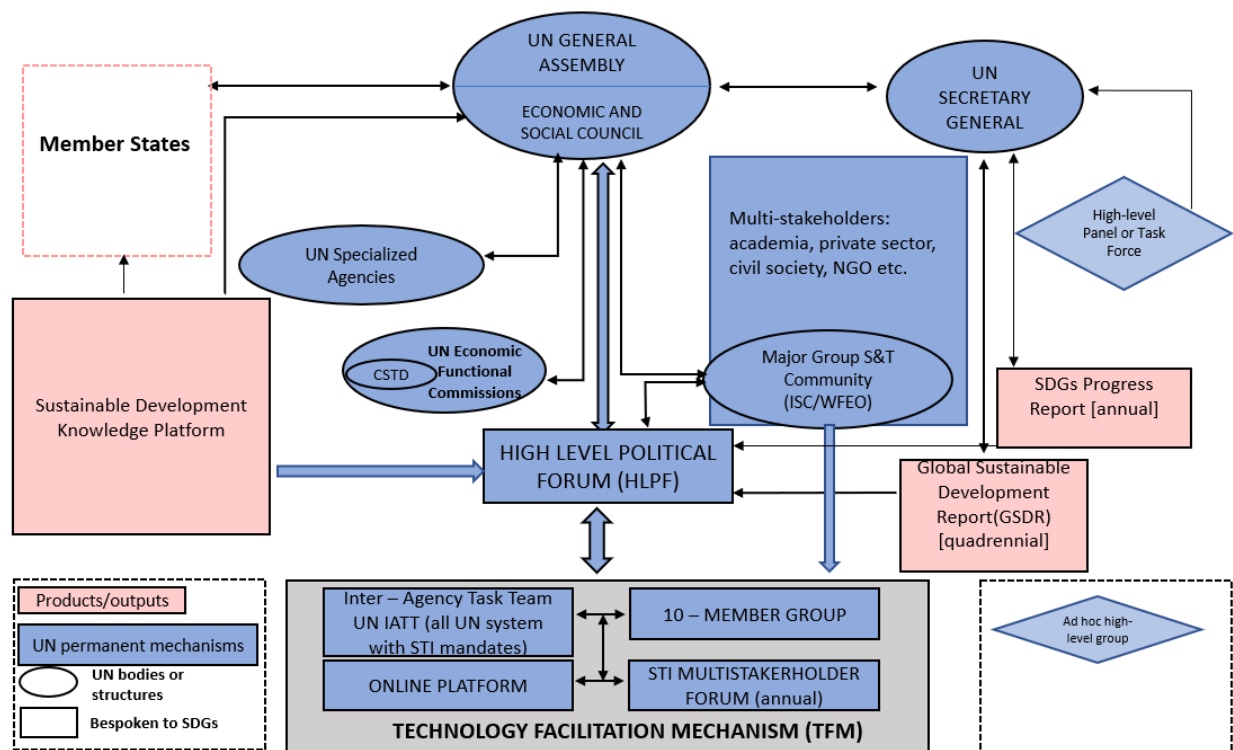 UN GENERAL
ASSEMBLY
ECONOMIC AND
SOCIAL COUNCIL
UN
SECRETARY
GENERAL
Member States
High-level
Panel or Task
Force
Multi-stakeholders:
academia, private sector,
civil society, NGO etc.
UN Specialized
Agencies
UN Economic
Functional
Commissions
CSTD
Major Group S&T
Community
(ISC/WFEO)
SDGs Progress
Report [annual]
Sustainable Development
Knowledge Platform
HIGH LEVEL POLITICAL
FORUM (HLPF)
Global Sustainable
Development
Report(GSDR)
[quadrennial]
Products/outputs
UN permanent mechanisms
UN bodies or
structures
Bespoken to SDGs
Inter – Agency Task Team
UN IATT (all UN system
with STI mandates)
10 – MEMBER GROUP
ONLINE PLATFORM
STI MULTISTAKERHOLDER
FORUM (annual)
TECHNOLOGY FACILITATION MECHANISM (TFM)
Ad hoc high-
level group